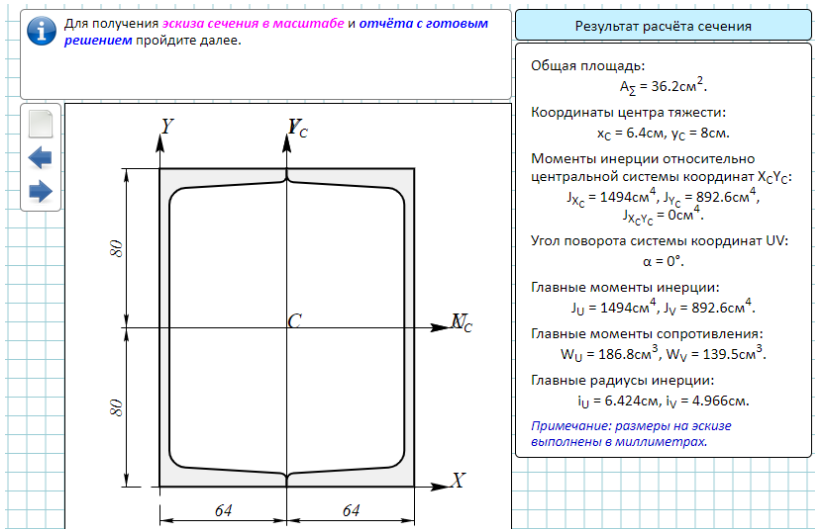 Для получения эскиза сечения в масштабе и отчёта с готовым
решением пройдите далее.
Результат расчёта сечения
Общая площадь:
A∑ = 36.2см².
Координаты центра тяжести:
xC = 6.4см, yC = 8см.
Моменты инерции относительно
центральной системы координат XCYC:
JXC = 1494см⁴, JYC = 892.6см⁴,
JXCYC = 0см⁴.
Угол поворота системы координат UV:
α = 0°.
Главные моменты инерции:
JU = 1494см⁴, JV = 892.6см⁴.
Главные моменты сопротивления:
WU = 186.8см³, WV = 139.5см³.
Главные радиусы инерции:
iU = 6.424см, iV = 4.966см.
Примечание: размеры на эскизе
выполнены в миллиметрах.
Y
YC
80
C
80
X
64 64